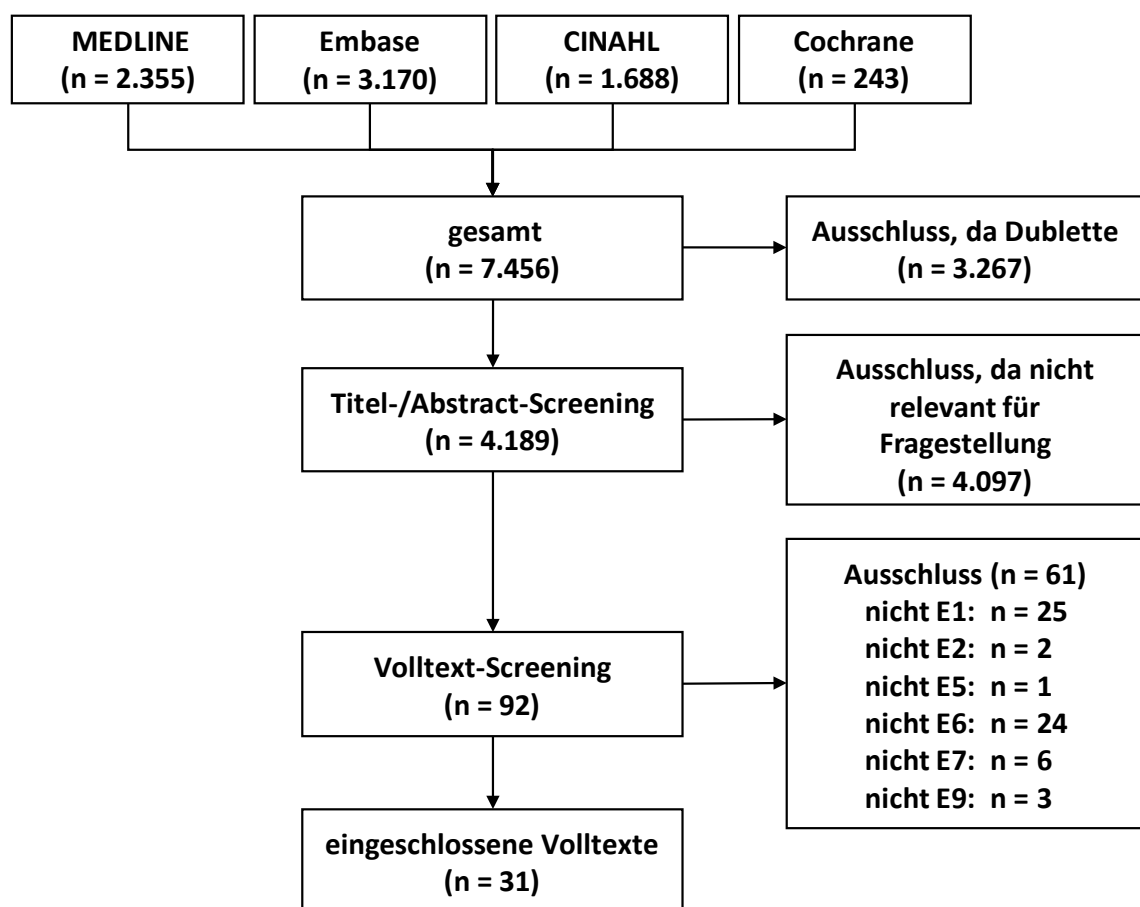 MEDLINE
(n = 2.355)
Embase
(n = 3.170)
CINAHL
(n = 1.688)
Cochrane
(n = 243)
gesamt
(n = 7.456)
Ausschluss, da Dublette
(n = 3.267)
Titel-/Abstract-Screening
(n = 4.189)
Ausschluss, da nicht
relevant für
Fragestellung
(n = 4.097)
Volltext-Screening
(n = 92)
Ausschluss (n = 61)
nicht E1: n = 25
nicht E2: n = 2
nicht E5: n = 1
nicht E6: n = 24
nicht E7: n = 6
nicht E9: n = 3
eingeschlossene Volltexte
(n = 31)